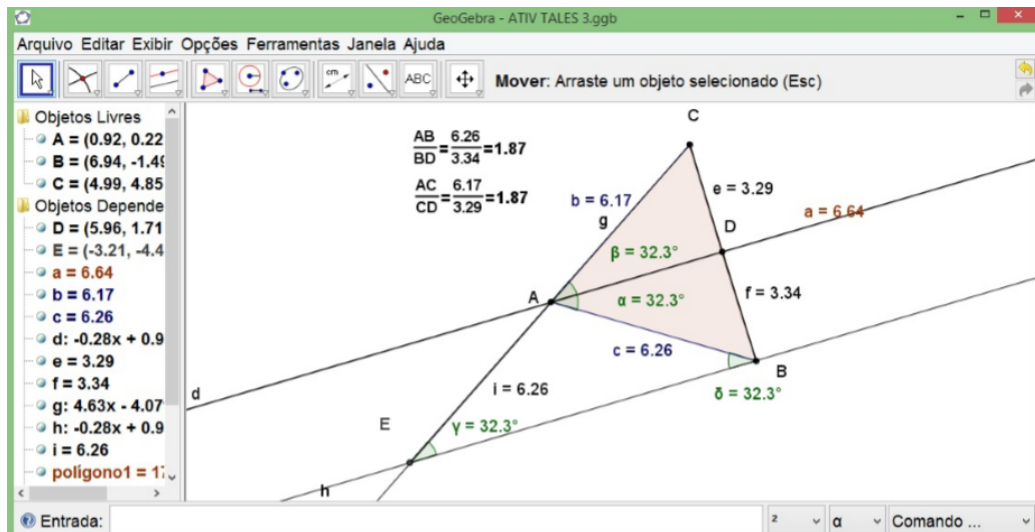 GeoGebra - ATIV TALES 3.ggb
Arquivo Editar Exibir Opções Ferramentas Janela Ajuda
cm
ABC
Mover: Arraste um objeto selecionado (Esc)
Objetos Livres
A = (0.92, 0.22
B = (6.94, -1.49
C = (4.99, 4.85
Objetos Depende
D = (5.96, 1.71
E = (-3.21, -4.4
a = 6.64
b = 6.17
c = 6.26
d: -0.28x + 0.9
e = 3.29
f = 3.34
g: 4.63x - 4.07
h: -0.28x + 0.9
i = 6.26
polígono1 = 17
AB/BD = 6.26/3.34 = 1.87
AC/CD = 6.17/3.29 = 1.87
C
b = 6.17
e = 3.29
g
D
a = 6.64
β = 32.3°
A
α = 32.3°
f = 3.34
c = 6.26
B
d
i = 6.26
δ = 32.3°
E
γ = 32.3°
h
Entrada:
²
α
Comando ...